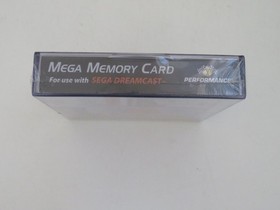 MEGA MEMORY CARD
For use with SEGA DREAMCAST
PERFORMANCE